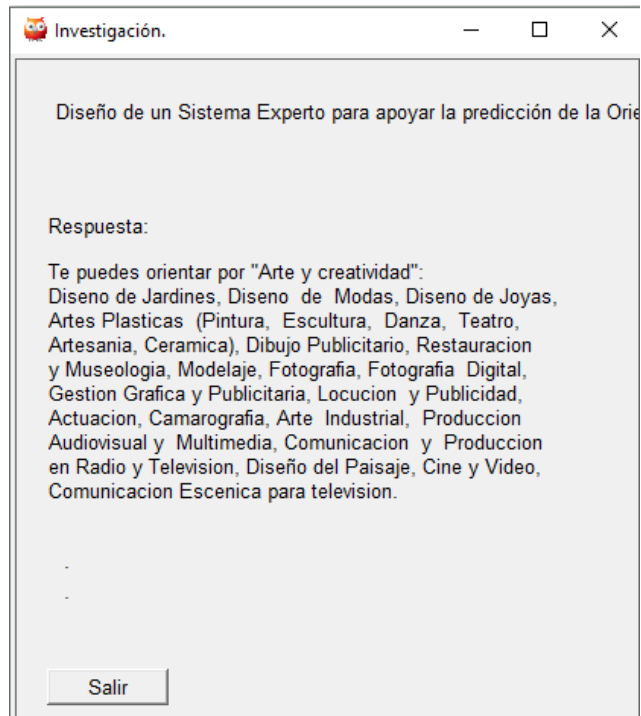 Investigación.
Diseño de un Sistema Experto para apoyar la predicción de la Orie
Respuesta:
Te puedes orientar por "Arte y creatividad":
Diseno de Jardines, Diseno  de  Modas, Diseno de Joyas,
Artes Plasticas  (Pintura,  Escultura,  Danza,  Teatro,
Artesania, Ceramica), Dibujo Publicitario, Restauracion
y Museologia, Modelaje, Fotografia, Fotografia  Digital,
Gestion Grafica y Publicitaria, Locucion  y Publicidad,
Actuacion, Camarografia, Arte  Industrial,  Produccion
Audiovisual y  Multimedia, Comunicacion  y  Produccion
en Radio y Television, Diseño del Paisaje, Cine y Video,
Comunicacion Escenica para television.
.
.
Salir